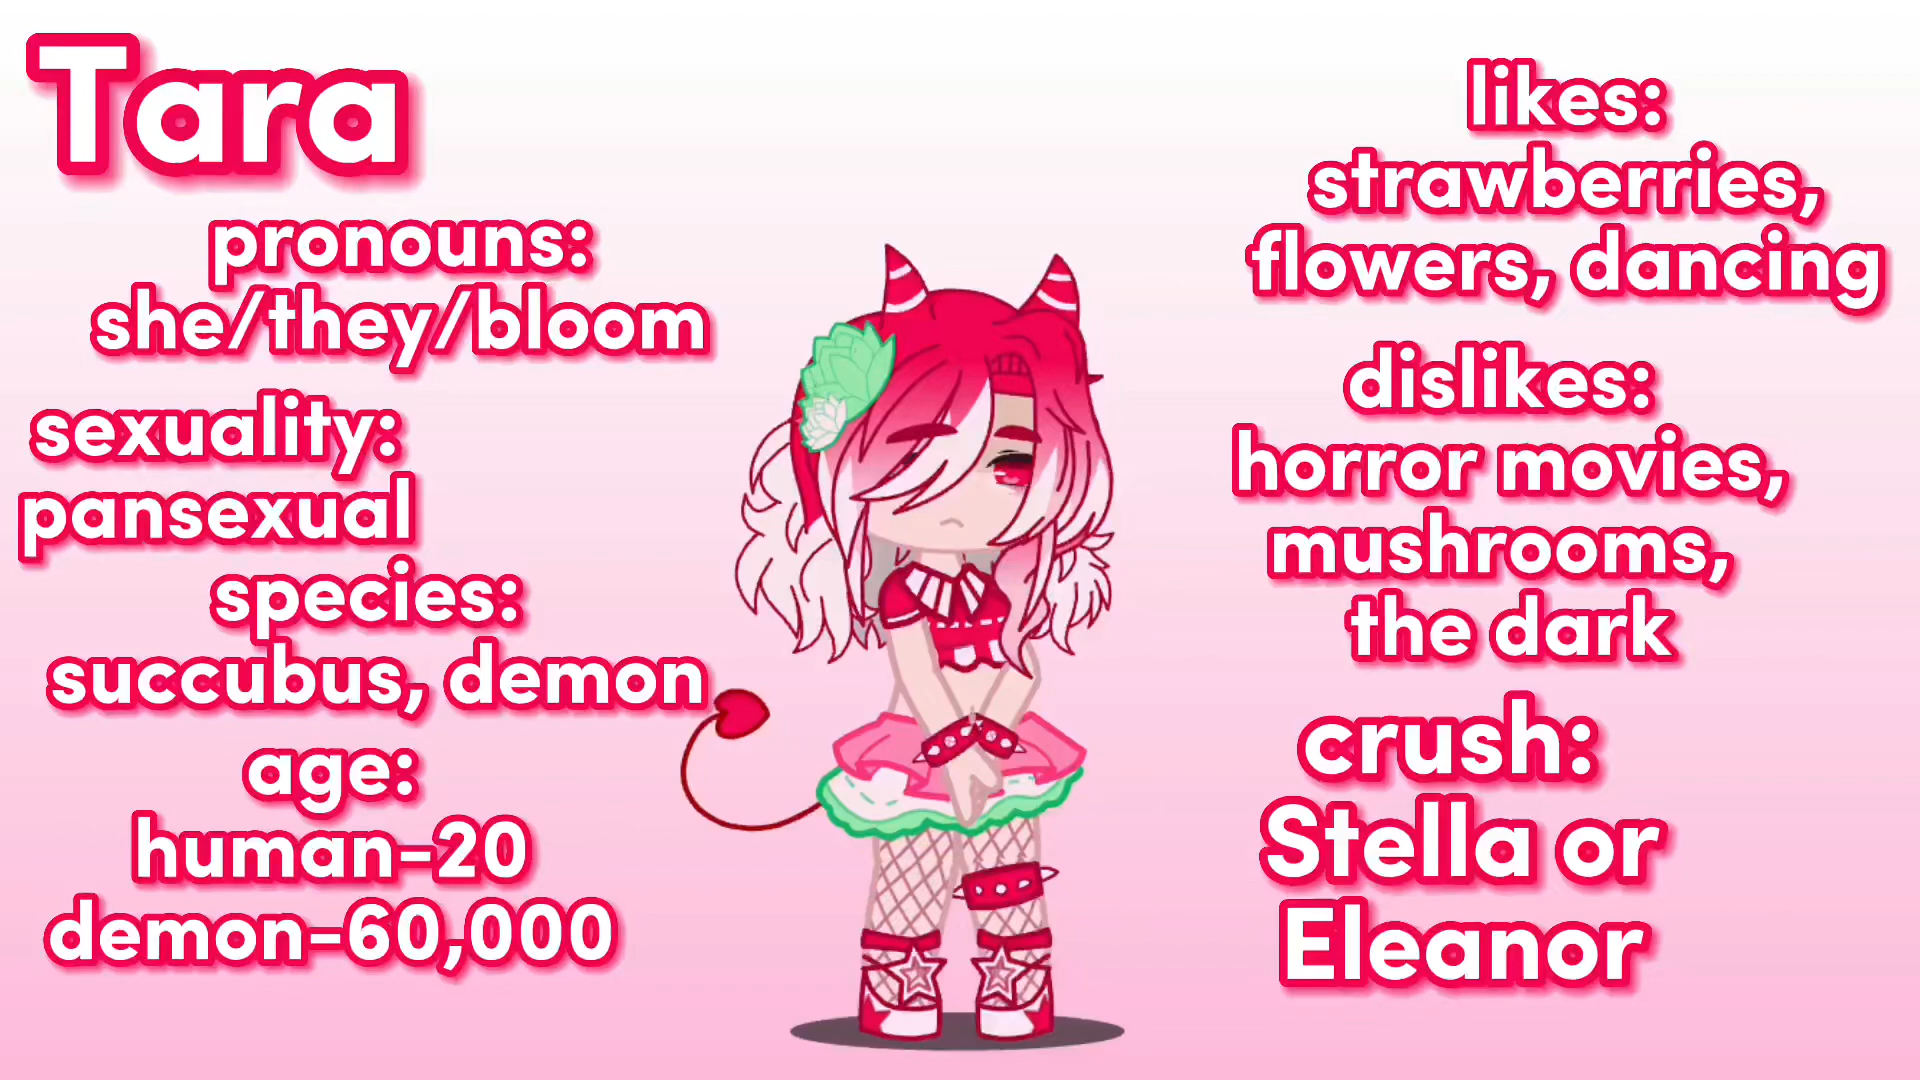 Tara
pronouns:
she/they/bloom
sexuality:
pansexual
species:
succubus, demon
age:
human-20
demon-60,000
likes:
strawberries,
flowers, dancing
dislikes:
horror movies,
mushrooms,
the dark
crush:
Stella or
Eleanor